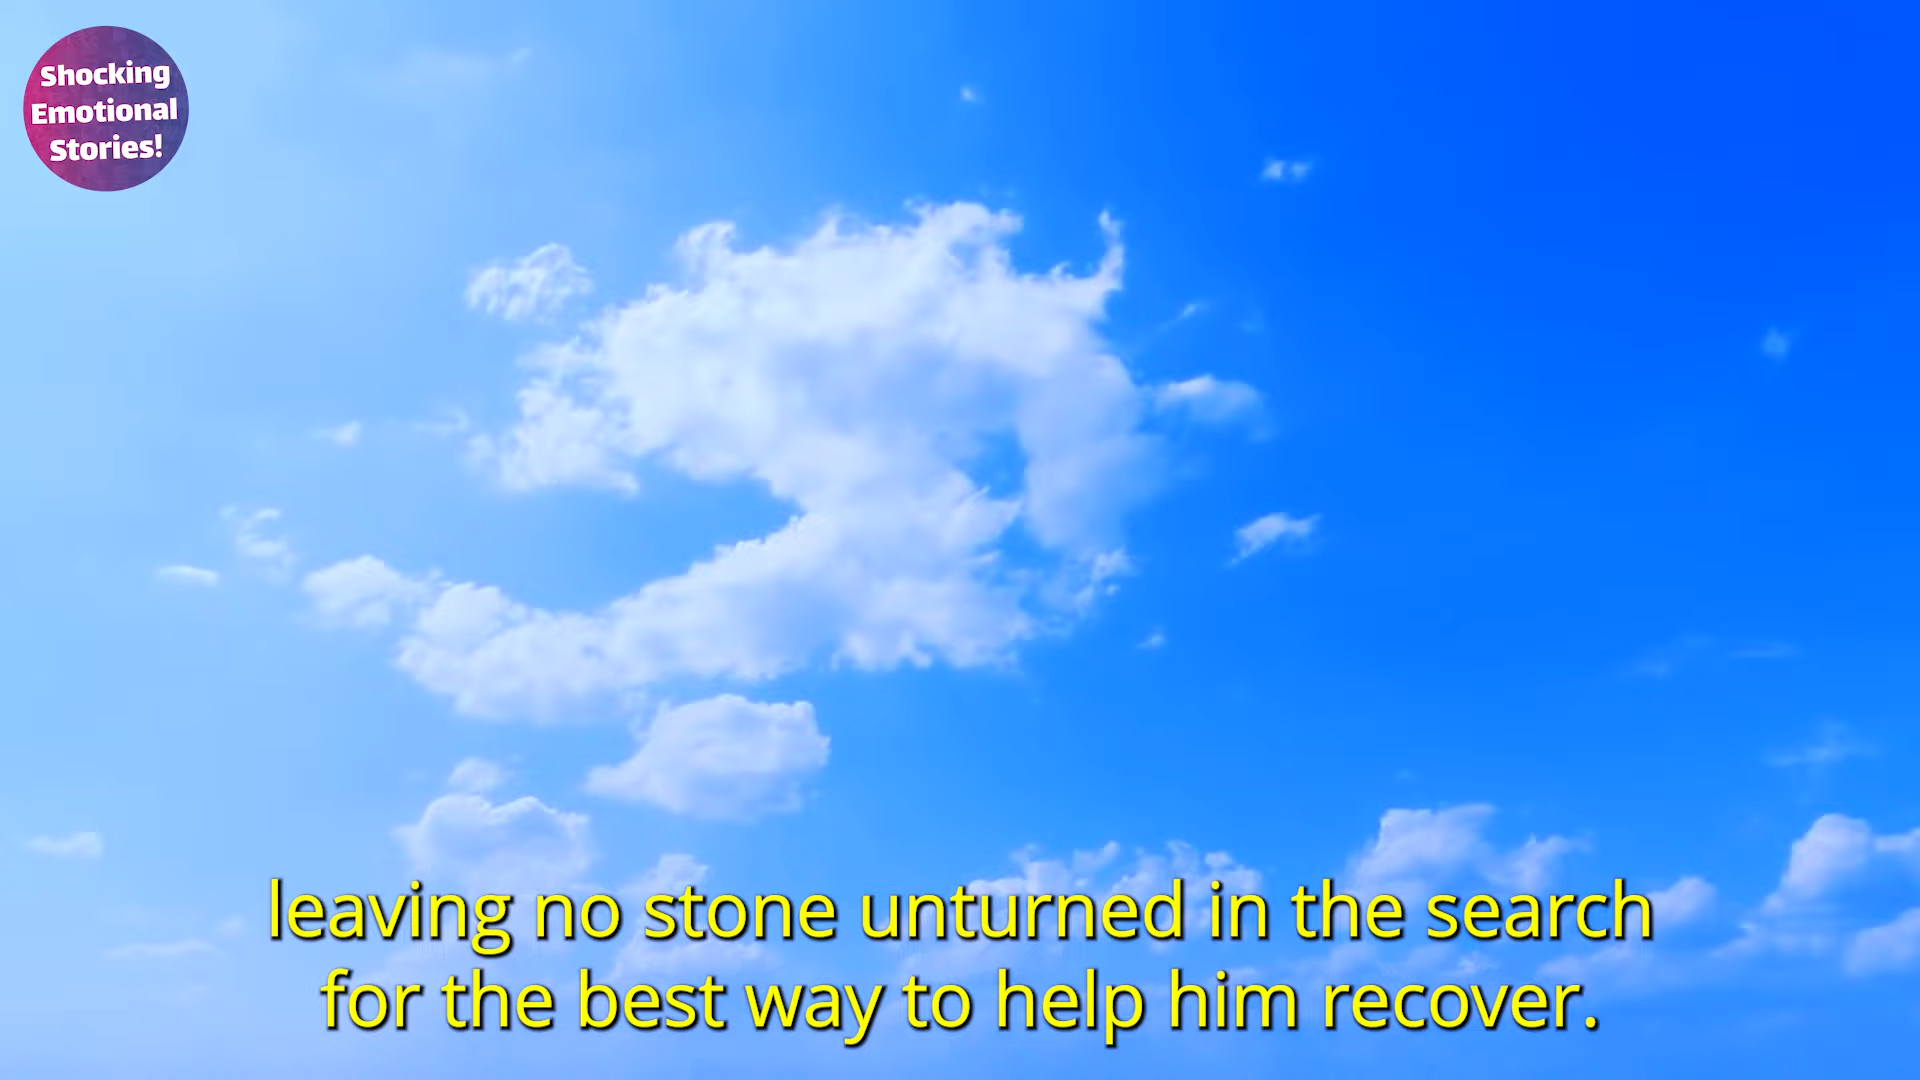 Shocking
Emotional
Stories!
leaving no stone unturned in the search
for the best way to help him recover.